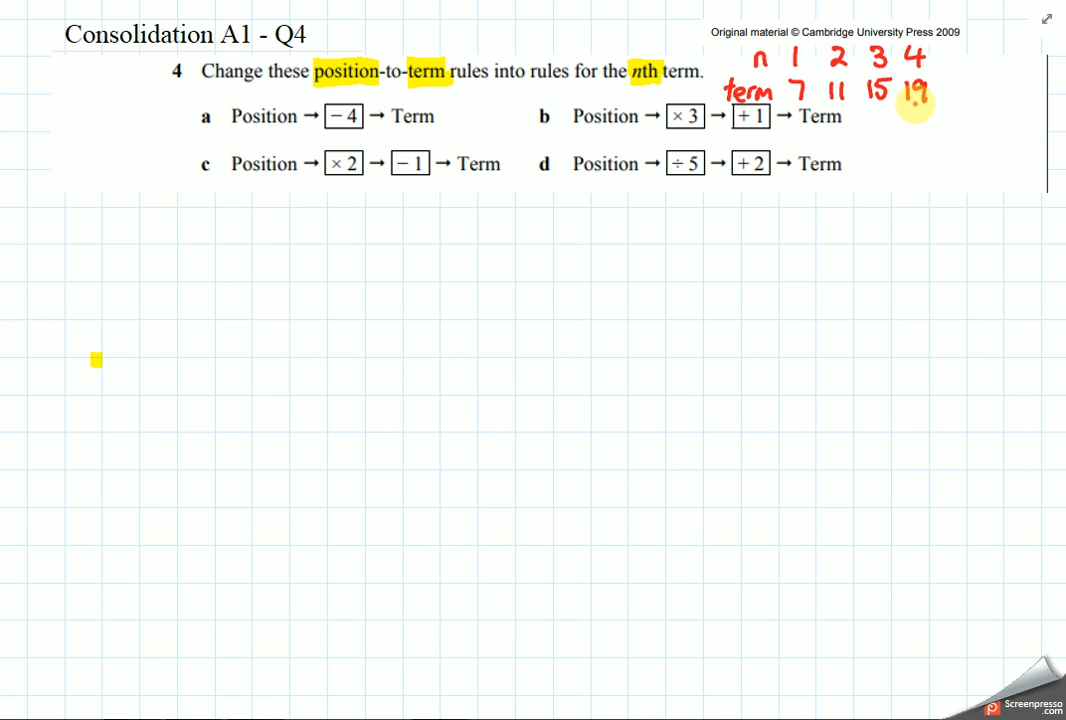 Consolidation A1 - Q4
Original material © Cambridge University Press 2009
n 1 2 3 4
4 Change these position-to-term rules into rules for the nth term.
term 7 11 15 19
a Position → - 4 → Term b Position → × 3 → + 1 → Term
c Position → × 2 → - 1 → Term d Position → ÷ 5 → + 2 → Term
Screenpresso
.com